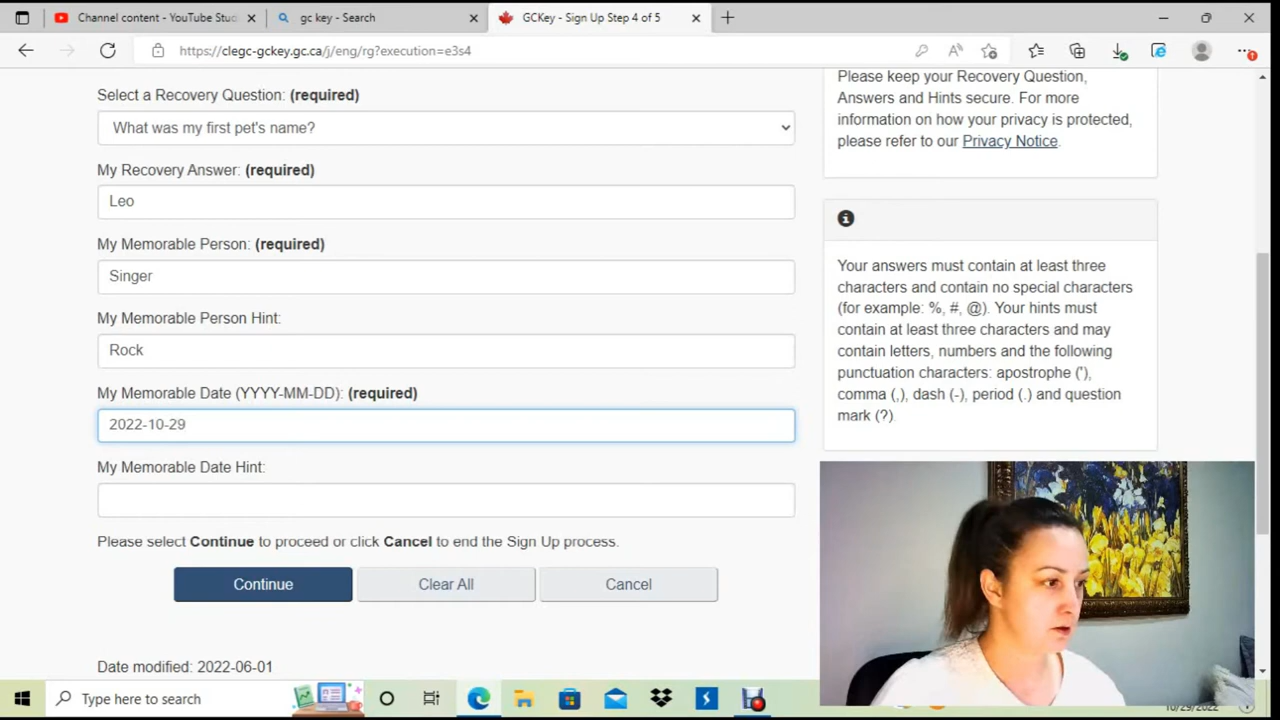 Channel content - YouTube Stud
gc key - Search
GCKey - Sign Up Step 4 of 5
https://clegc-gckey.gc.ca/j/eng/rg?execution=e3s4
Select a Recovery Question: (required)
What was my first pet's name?
My Recovery Answer: (required)
Leo
My Memorable Person: (required)
Singer
My Memorable Person Hint:
Rock
My Memorable Date (YYYY-MM-DD): (required)
2022-10-29
My Memorable Date Hint:
Please select Continue to proceed or click Cancel to end the Sign Up process.
Continue
Clear All
Cancel
Date modified: 2022-06-01
Please keep your Recovery Question,
Answers and Hints secure. For more
information on how your privacy is protected,
please refer to our Privacy Notice.
Your answers must contain at least three
characters and contain no special characters
(for example: %, #, @). Your hints must
contain at least three characters and may
contain letters, numbers and the following
punctuation characters: apostrophe ('),
comma (,), dash (-), period (.) and question
mark (?)
Type here to search
10/29/2022